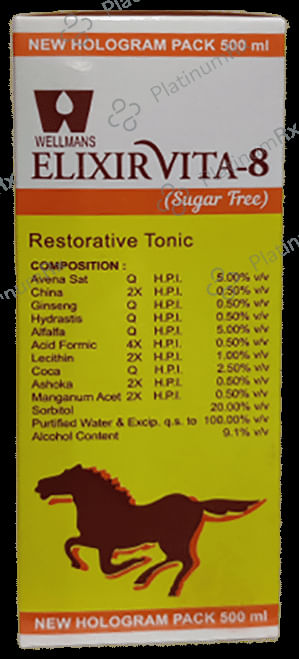 NEW HOLOGRAM PACK 500 ml
PlatinumRx
WELLMANS
ELIXIR VITA-8
(Sugar Free)
Restorative Tonic
COMPOSITION :
Avena Sat Q H.P.I. 5.00% v/v
China 2X H.P.I. 0.50% v/v
Ginseng Q H.P.I. 0.50% v/v
Hydrastis Q H.P.I. 0.50% v/v
Alfalfa Q H.P.I. 5.00% v/v
Acid Formic 4X H.P.I. 0.50% v/v
Lecithin 2X H.P.I. 1.00% v/v
Coca Q H.P.I. 2.50% v/v
Ashoka 2X H.P.I. 0.50% v/v
Manganum Acet 2X H.P.I. 0.50% v/v
Sorbitol 20.00% v/v
Purtified Water & Excip. q.s. to 100.00% v/v
Alcohol Content 9.1% v/v
NEW HOLOGRAM PACK 500 ml